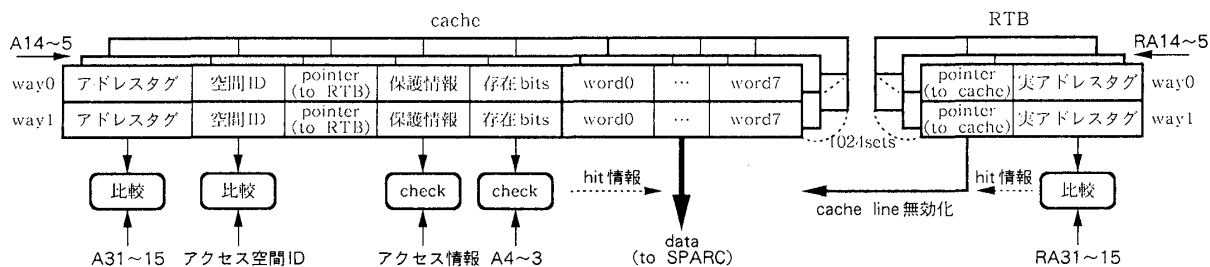 cache
RTB
A14～5
RA14～5
way0 アドレスタグ 空間ID pointer (to RTB) 保護情報 存在bits word0 … word7
pointer (to cache) 実アドレスタグ way0
way1 アドレスタグ 空間ID pointer (to RTB) 保護情報 存在bits word0 … word7
pointer (to cache) 実アドレスタグ way1
1024sets
比較 比較 check check hit情報
hit情報 比較
cache line無効化
A31～15 アクセス空間ID アクセス情報 A4～3
data
(to SPARC)
RA31～15